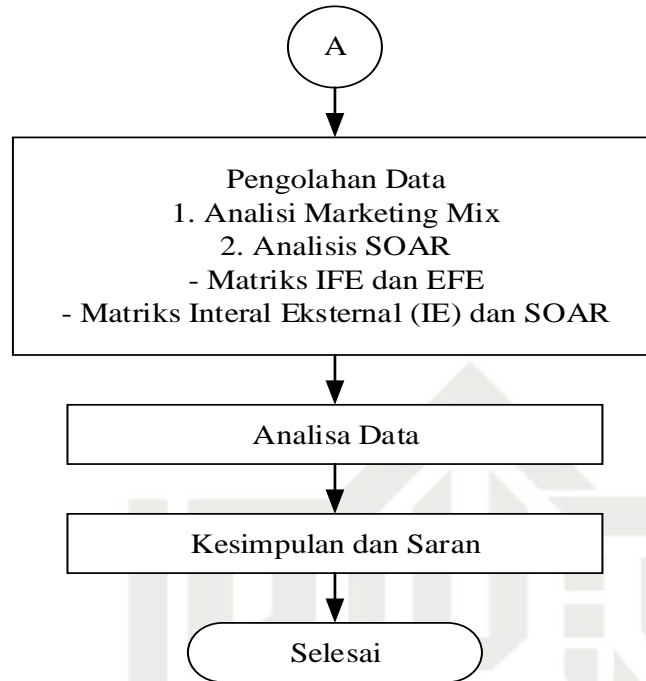 A
Pengolahan Data
1. Analisi Marketing Mix
2. Analisis SOAR
- Matriks IFE dan EFE
- Matriks Interal Eksternal (IE) dan SOAR
Analisa Data
Kesimpulan dan Saran
Selesai